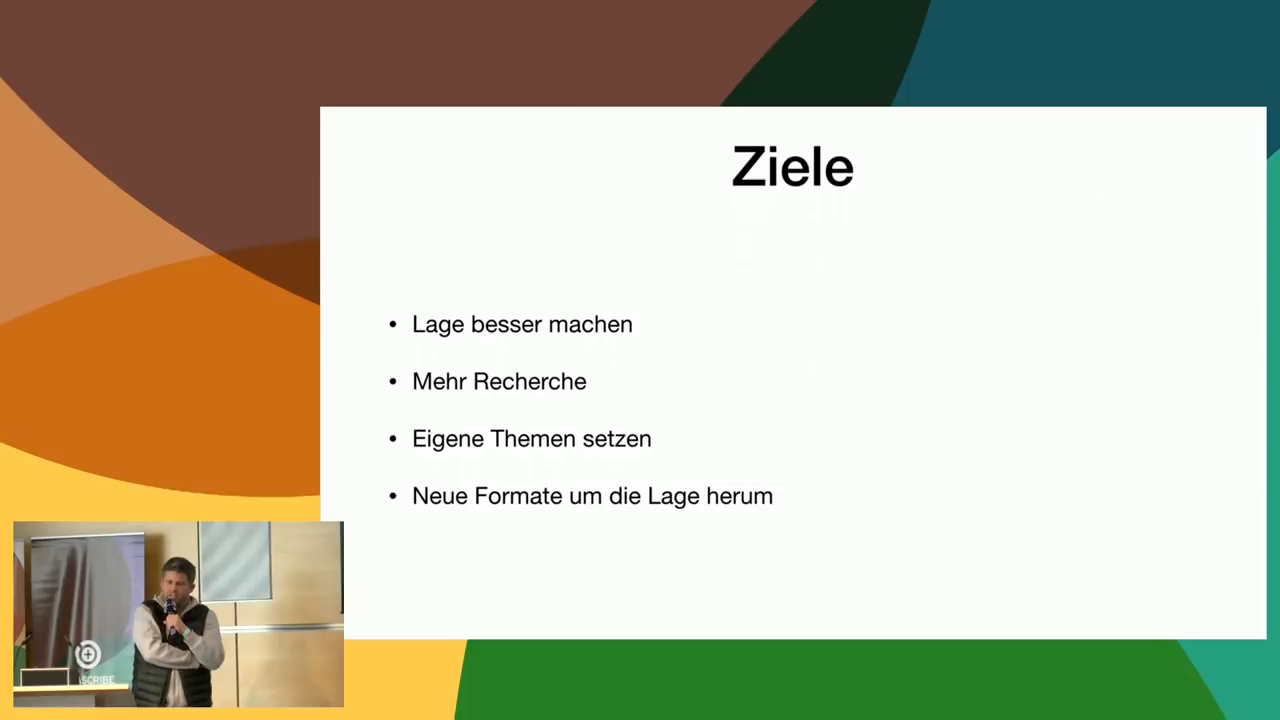 Ziele
• Lage besser machen
• Mehr Recherche
• Eigene Themen setzen
• Neue Formate um die Lage herum